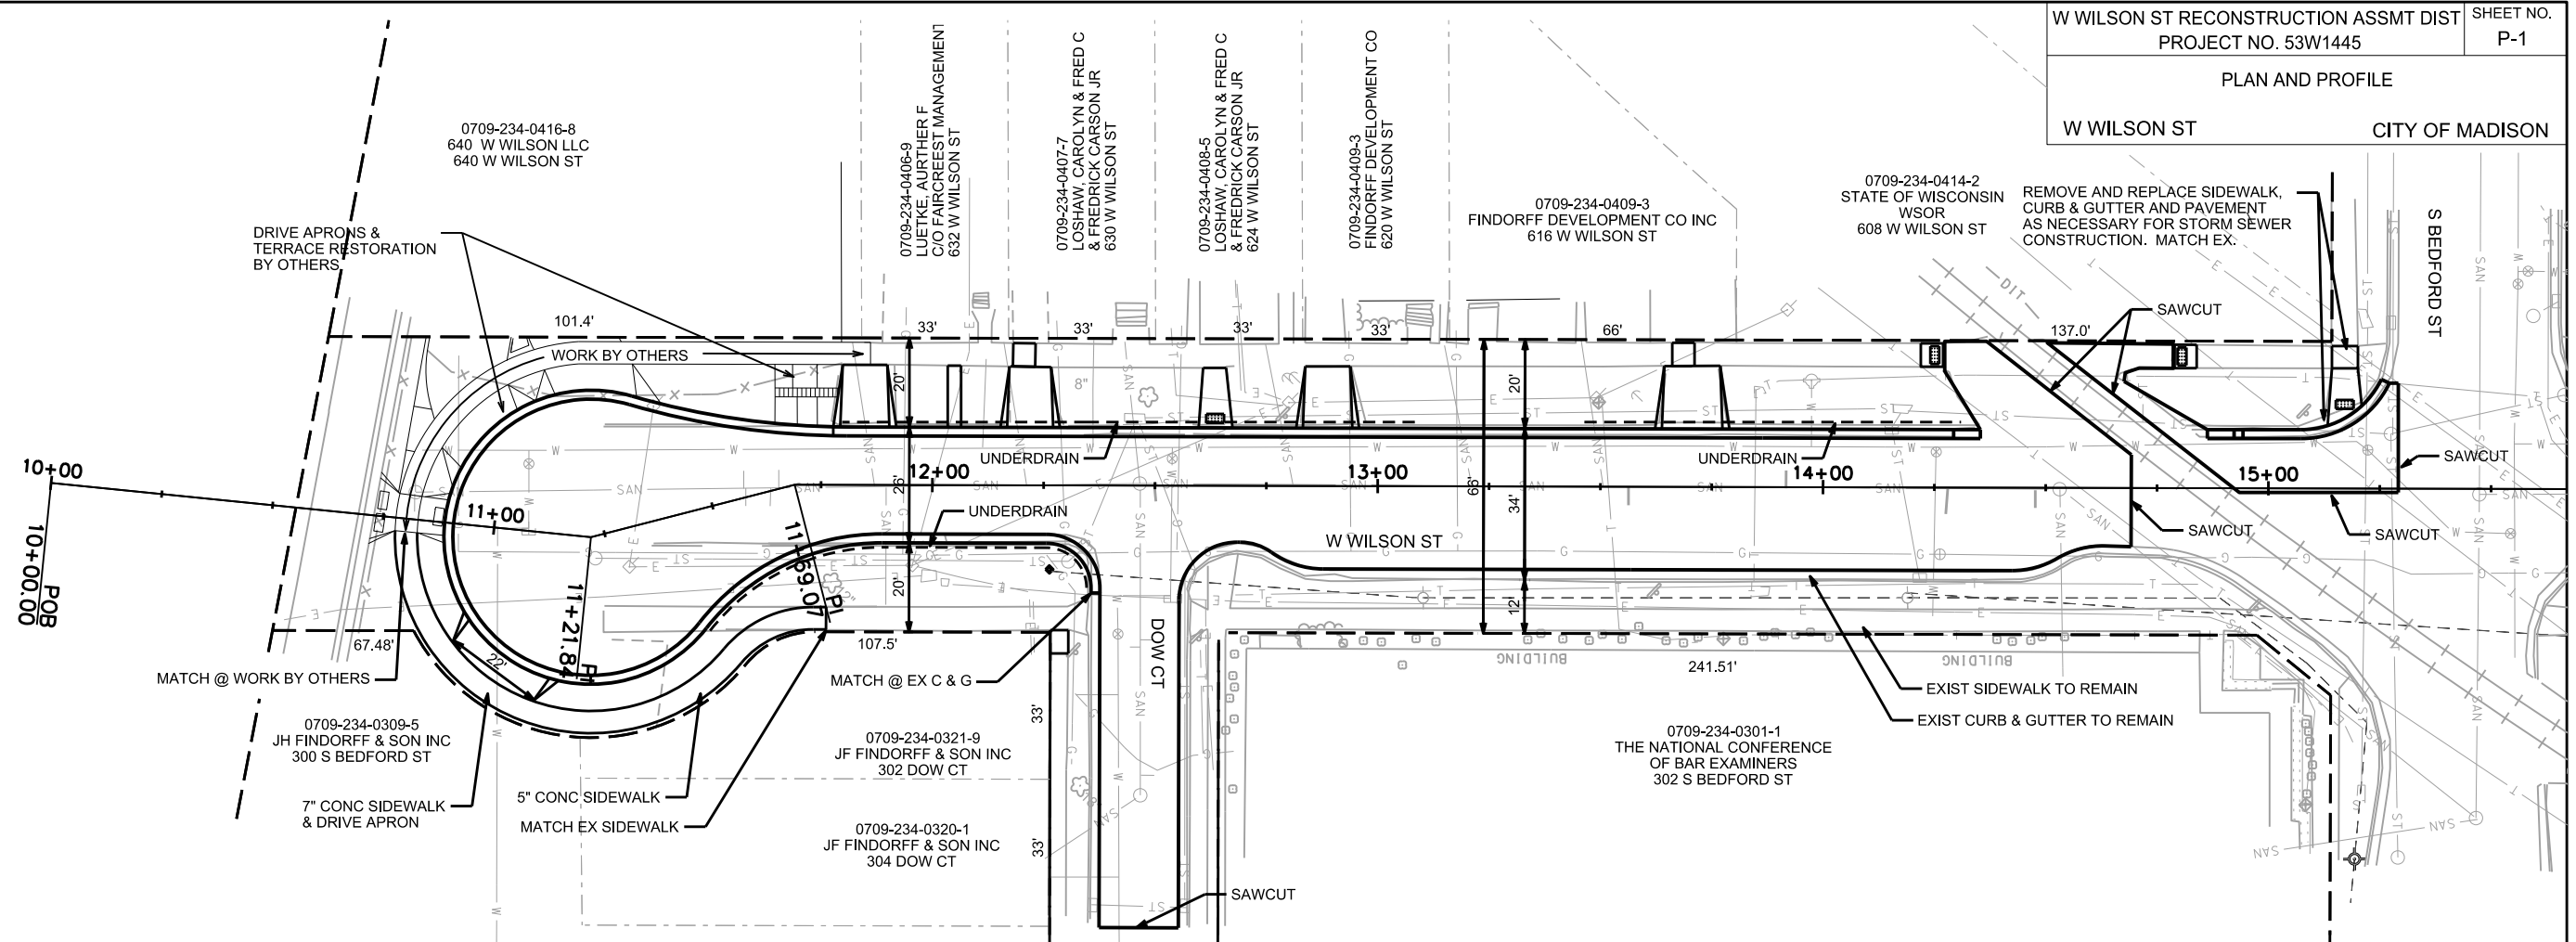 W WILSON ST RECONSTRUCTION ASSMT DIST
PROJECT NO. 53W1445
SHEET NO.
P-1
PLAN AND PROFILE
W WILSON ST
CITY OF MADISON
0709-234-0416-8
640 W WILSON LLC
640 W WILSON ST
DRIVE APRONS &
TERRACE RESTORATION
BY OTHERS
0709-234-0406-9
LUETKE, AURTHER F
C/O FAIRCREEST MANAGEMENT
632 W WILSON ST
0709-234-0407-7
LOSHAW, CAROLYN & FRED C
& FREDRICK CARSON JR
630 W WILSON ST
0709-234-0408-5
LOSHAW, CAROLYN & FRED C
& FREDRICK CARSON JR
624 W WILSON ST
0709-234-0409-3
FINDORFF DEVELOPMENT CO
620 W WILSON ST
0709-234-0409-3
FINDORFF DEVELOPMENT CO INC
616 W WILSON ST
0709-234-0414-2
STATE OF WISCONSIN
WSOR
608 W WILSON ST
REMOVE AND REPLACE SIDEWALK,
CURB & GUTTER AND PAVEMENT
AS NECESSARY FOR STORM SEWER
CONSTRUCTION. MATCH EX.
S BEDFORD ST
DIT
SAWCUT
101.4'
33'
33'
33'
33'
66'
137.0'
WORK BY OTHERS
20'
8"
20'
UNDERDRAIN
UNDERDRAIN
10+00
11+00
12+00
13+00
14+00
15+00
SAWCUT
SAWCUT
SAWCUT
26'
66'
34'
UNDERDRAIN
W WILSON ST
POB
10+00.00
PI
11+21.84
PI
11+69.07
20'
12'
22'
67.48'
107.5'
241.51'
BUILDING
BUILDING
DOW CT
MATCH @ WORK BY OTHERS
MATCH @ EX C & G
EXIST SIDEWALK TO REMAIN
EXIST CURB & GUTTER TO REMAIN
0709-234-0309-5
JH FINDORFF & SON INC
300 S BEDFORD ST
0709-234-0321-9
JF FINDORFF & SON INC
302 DOW CT
33'
0709-234-0301-1
THE NATIONAL CONFERENCE
OF BAR EXAMINERS
302 S BEDFORD ST
7" CONC SIDEWALK
& DRIVE APRON
5" CONC SIDEWALK
MATCH EX SIDEWALK
0709-234-0320-1
JF FINDORFF & SON INC
304 DOW CT
33'
SAWCUT